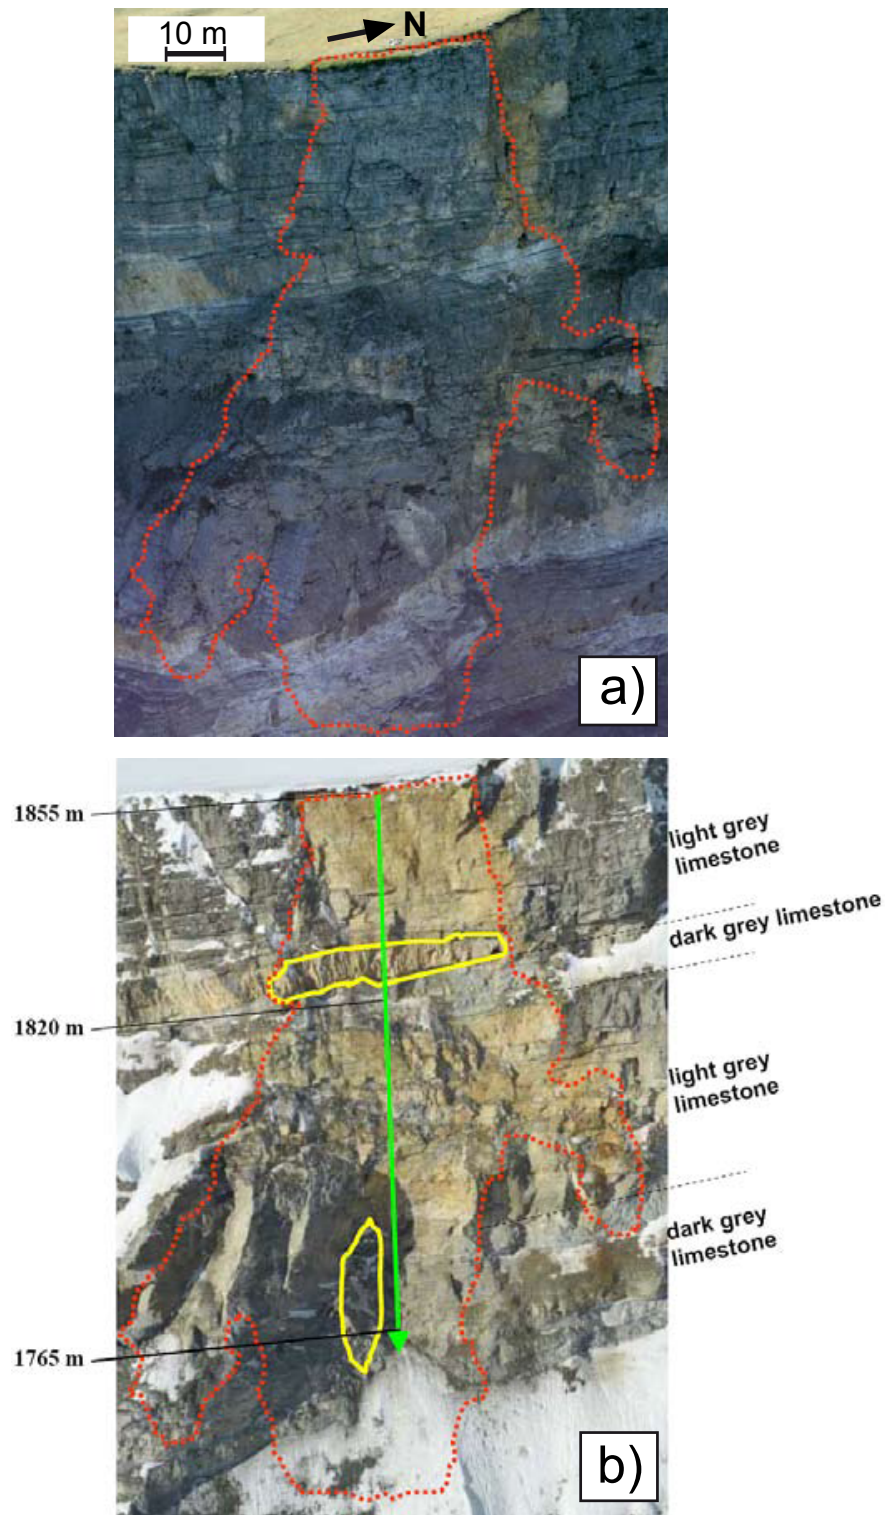 10 m
N
a)
1855 m
light grey
limestone
dark grey limestone
1820 m
light grey
limestone
dark grey
limestone
1765 m
b)